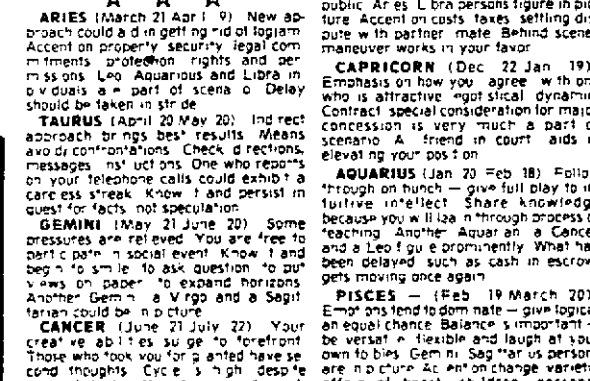 ARIES (March 21 April 9) New ap-
proach could aid in getting rid of logjam
Accent on property security legal com
mitments protection rights and per
missions Leo Aquarius and Libra in
dividuals are part of scenario Delay
should be taken in stride
TAURUS (April 20 May 20) Indirect
approach brings best results Means
avoid confrontations Check directions,
messages instructions One who reports
on your telephone calls could exhibit a
careless streak Know it and persist in
quest for facts not speculation
GEMINI (May 21 June 20) Some
pressures are relieved You are free to
participate in social event Know it and
begin to smile to ask question to put
views on paper to expand horizons
Another Gemini a Virgo and a Sagit
tarian could be in picture
CANCER (June 21 July 22) Your
creative abilities surge to forefront
Those who took you for granted have se
cond thoughts Cycle is high despite
public Aries Libra persons figure in pic
ture Accent on costs taxes settling dis
pute with partner mate Behind scene
maneuver works in your favor
CAPRICORN (Dec 22 Jan 19)
Emphasis on how you agree with one
who is attractive egotistical dynamic
Contract special consideration for major
concession is very much a part of
scenario A friend in court aids in
elevating your position
AQUARIUS (Jan 20 Feb 18) Follow
through on hunch — give full play to in
tuitive intellect Share knowledge
because you will learn through process of
teaching Another Aquarian a Cancer
and a Leo figure prominently What has
been delayed such as cash in escrow
gets moving once again
PISCES — (Feb 19 March 20)
Emotions tend to dominate — give logic
an equal chance Balance is important -
be versatile flexible and laugh at your
own foibles Gemini Sagittarius persons
are in picture Accent on change variety